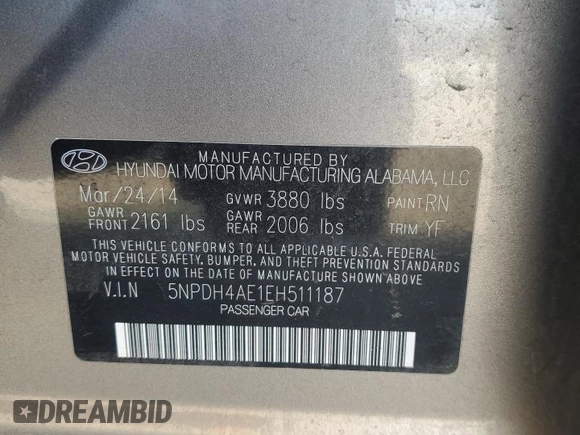 MANUFACTURED BY
HYUNDAI MOTOR MANUFACTURING ALABAMA, LLC
Mar/24/14 GVWR 3880 lbs PAINT RN
GAWR FRONT 2161 lbs GAWR REAR 2006 lbs TRIM YF
THIS VEHICLE CONFORMS TO ALL APPLICABLE U.S.A. FEDERAL
MOTOR VEHICLE SAFETY, BUMPER, AND THEFT PREVENTION STANDARDS
IN EFFECT ON THE DATE OF MANUFACTURE SHOWN ABOVE.
V.I.N 5NPDH4AE1EH511187
PASSENGER CAR
DREAMBID